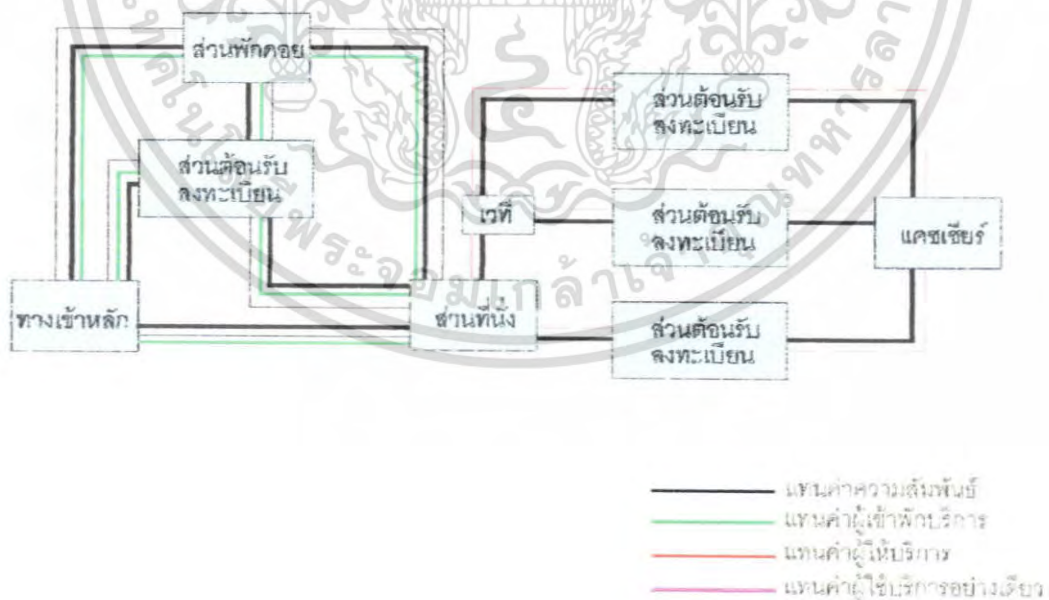 ส่วนพักคอย
ส่วนต้อนรับ
ลงทะเบียน
ทางเข้าหลัก
ส่วนที่นั่ง
เวที
ส่วนต้อนรับ
ลงทะเบียน
ส่วนต้อนรับ
ลงทะเบียน
ส่วนต้อนรับ
ลงทะเบียน
แคชเชียร์
แทนค่าความสัมพันธ์
แทนค่าผู้เข้าพักบริการ
แทนค่าผู้ให้บริการ
แทนค่าผู้ใช้บริการอย่างเดียว